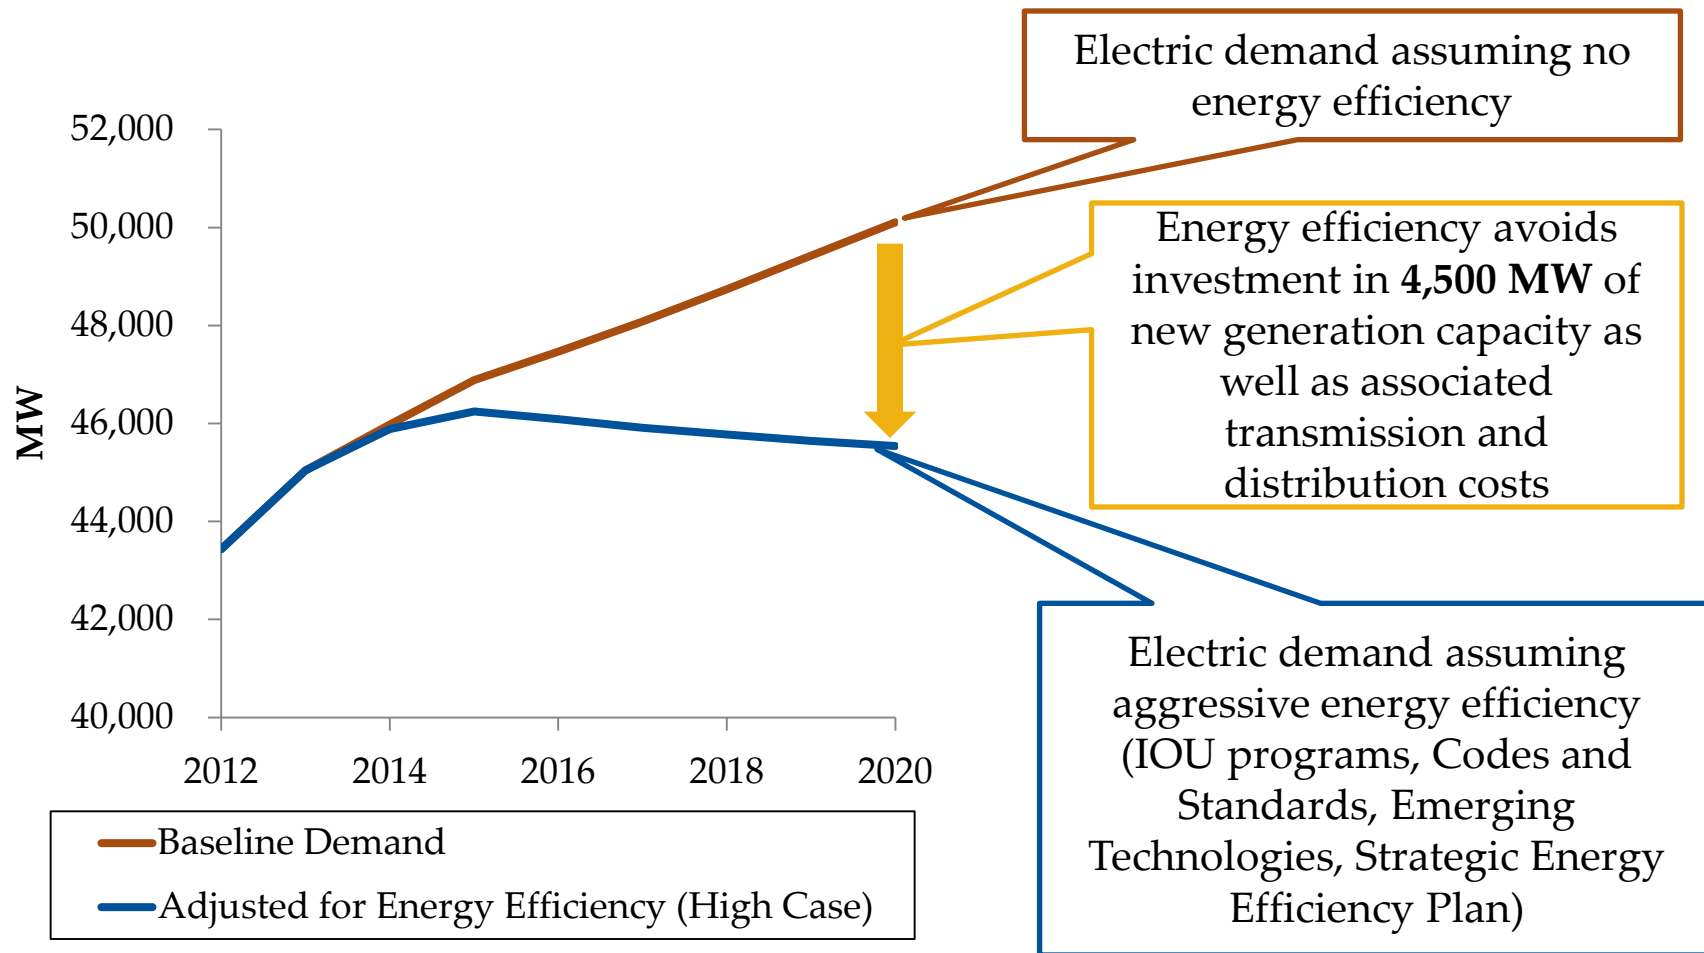 Electric demand assuming no
energy efficiency
Energy efficiency avoids
investment in 4,500 MW of
new generation capacity as
well as associated
transmission and
distribution costs
Electric demand assuming
aggressive energy efficiency
(IOU programs, Codes and
Standards, Emerging
Technologies, Strategic Energy
Efficiency Plan)
MW
52,000
50,000
48,000
46,000
44,000
42,000
40,000
2012 2014 2016 2018 2020
Baseline Demand
Adjusted for Energy Efficiency (High Case)